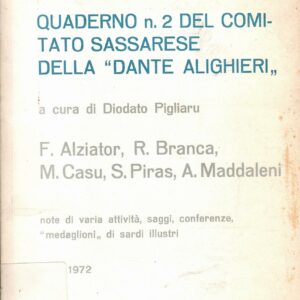 QUADERNO n. 2 DEL COMI-
TATO SASSARESE
DELLA "DANTE ALIGHIERI„
a cura di Diodato Pigliaru
F. Alziator, R. Branca,
M. Casu, S. Piras, A. Maddaleni
note di varia attività, saggi, conferenze,
"medaglioni„ di sardi illustri
1972